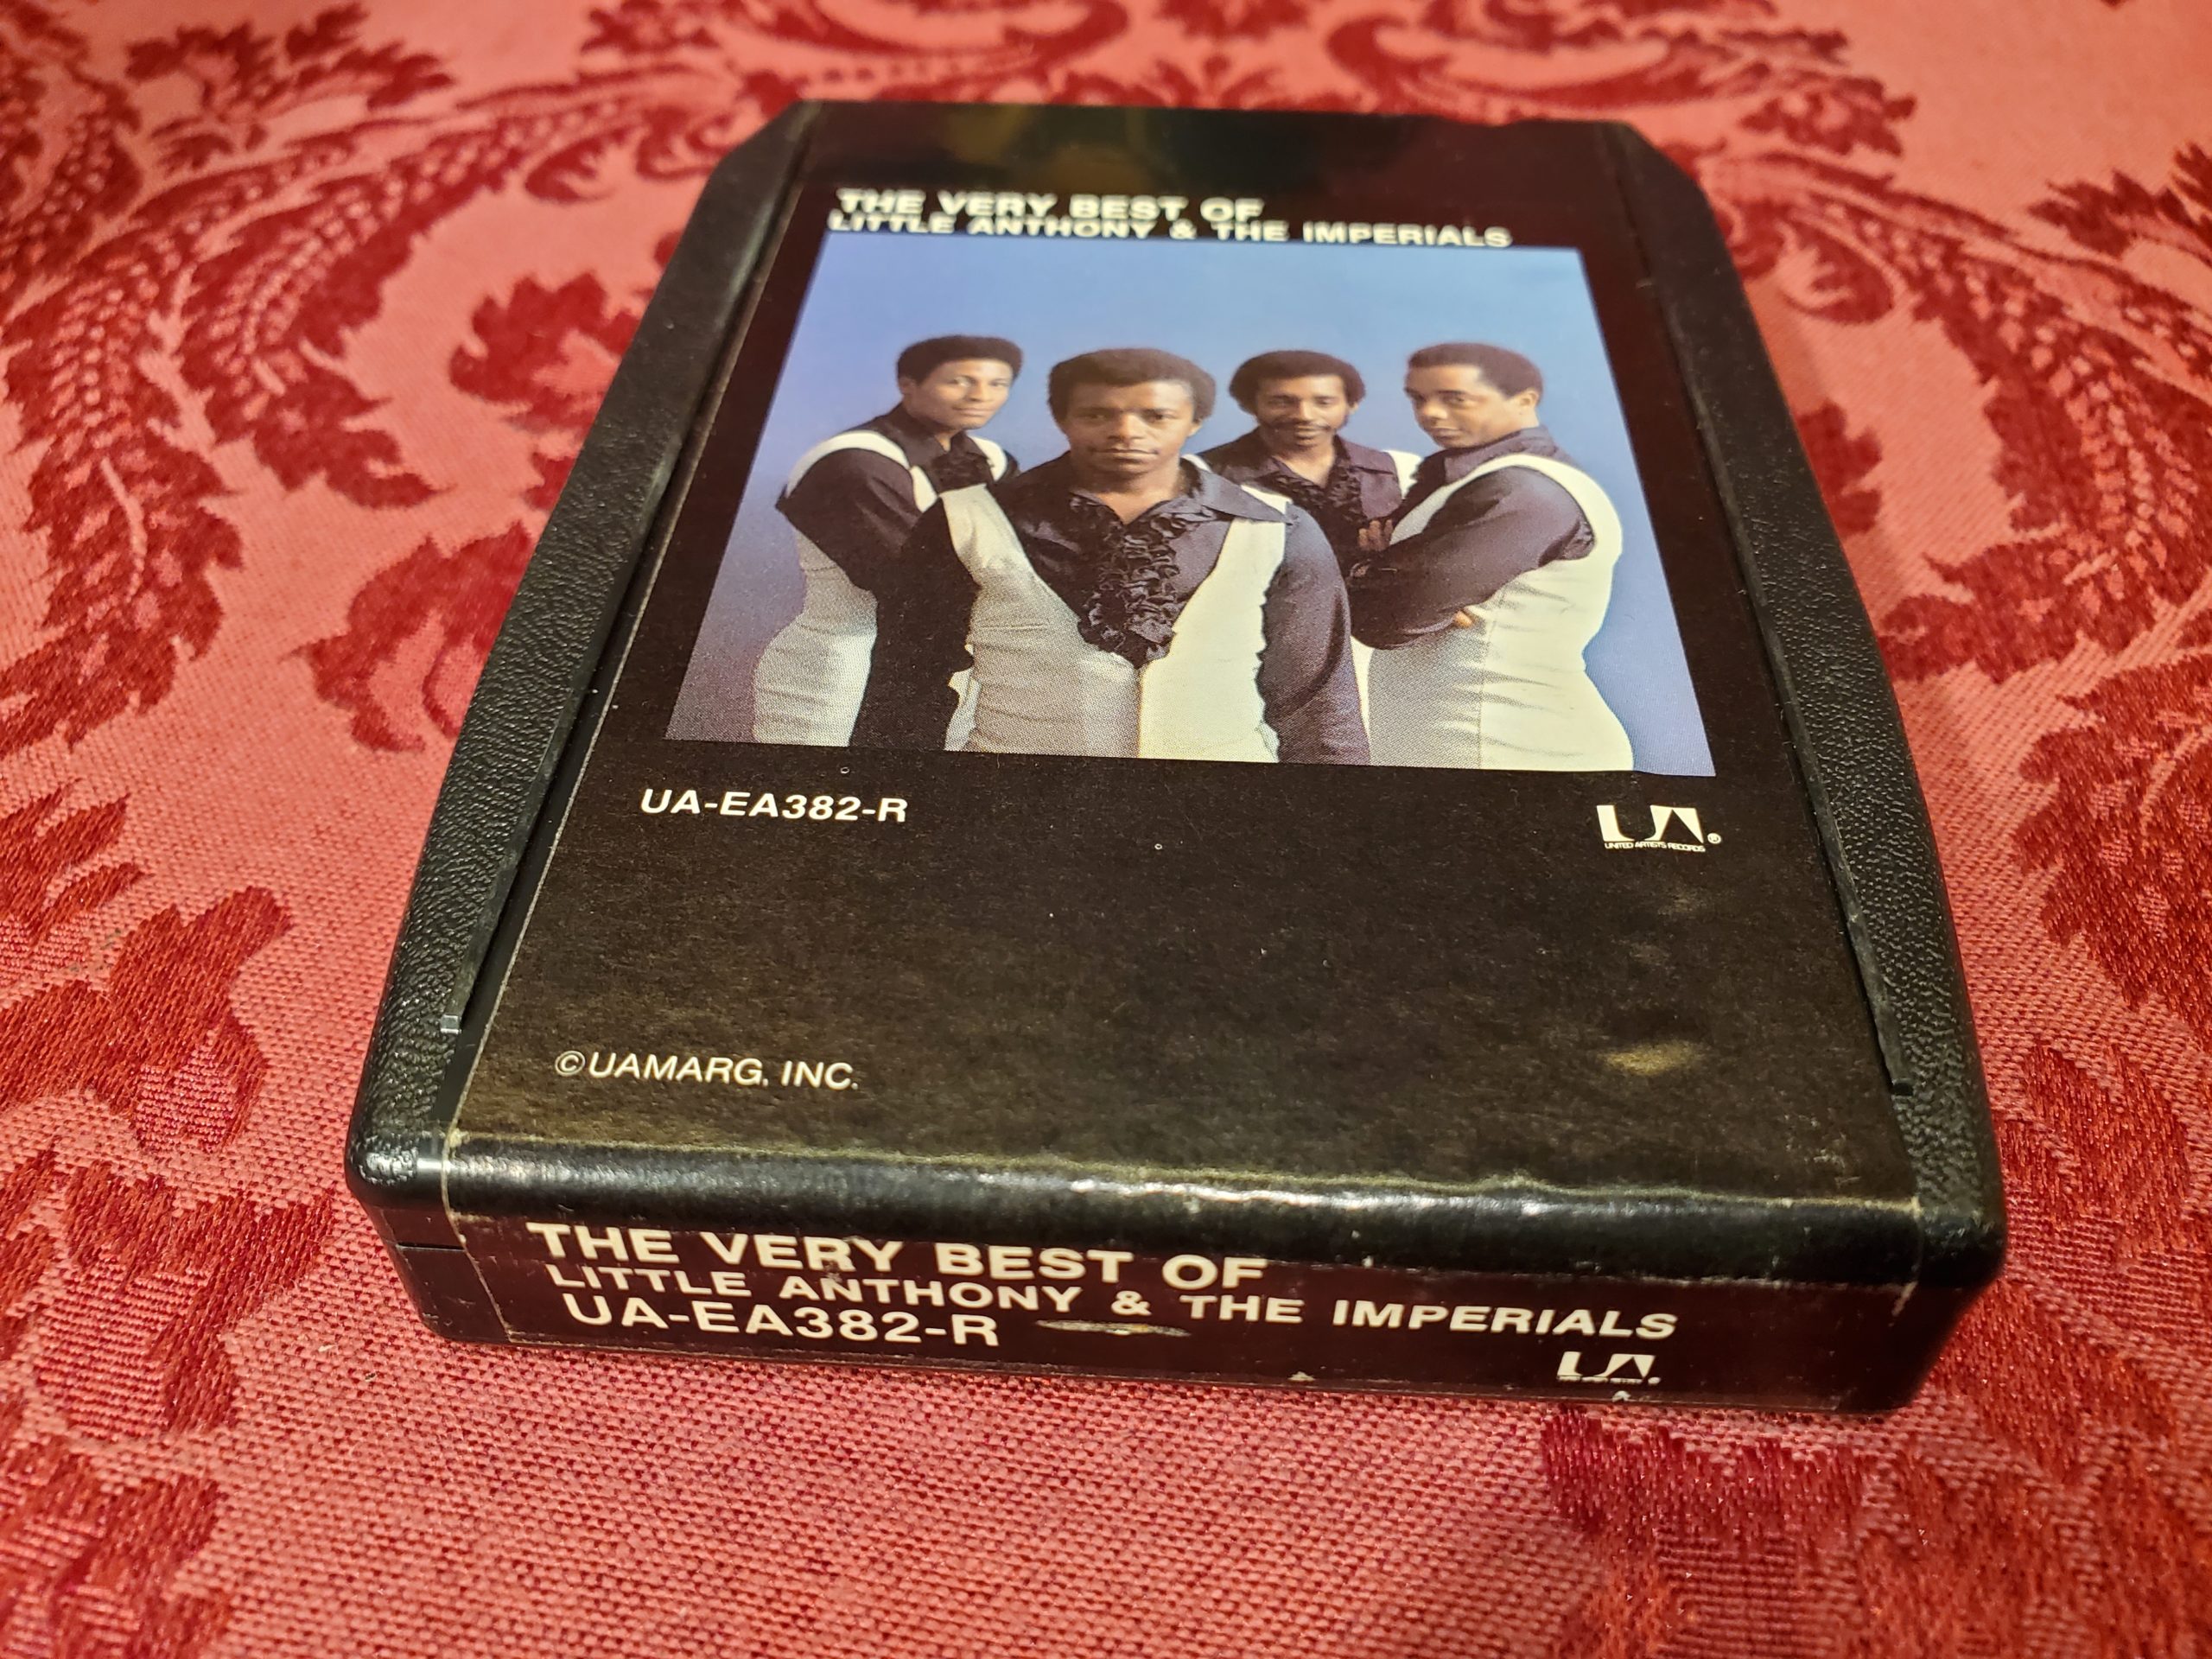 THE VERY BEST OF
LITTLE ANTHONY & THE IMPERIALS
UA-EA382-R
UA®
UNITED ARTISTS RECORDS
©UAMARG, INC.
THE VERY BEST OF
LITTLE ANTHONY & THE IMPERIALS
UA-EA382-R
UA